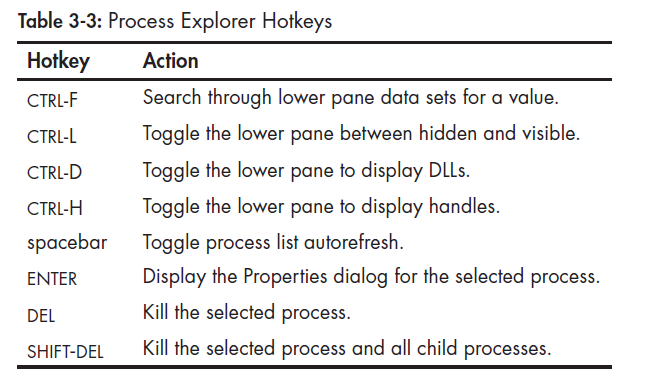 Table 3-3: Process Explorer Hotkeys
Hotkey Action
CTRL-F Search through lower pane data sets for a value.
CTRL-L Toggle the lower pane between hidden and visible.
CTRL-D Toggle the lower pane to display DLLs.
CTRL-H Toggle the lower pane to display handles.
spacebar Toggle process list autorefresh.
ENTER Display the Properties dialog for the selected process.
DEL Kill the selected process.
SHIFT-DEL Kill the selected process and all child processes.